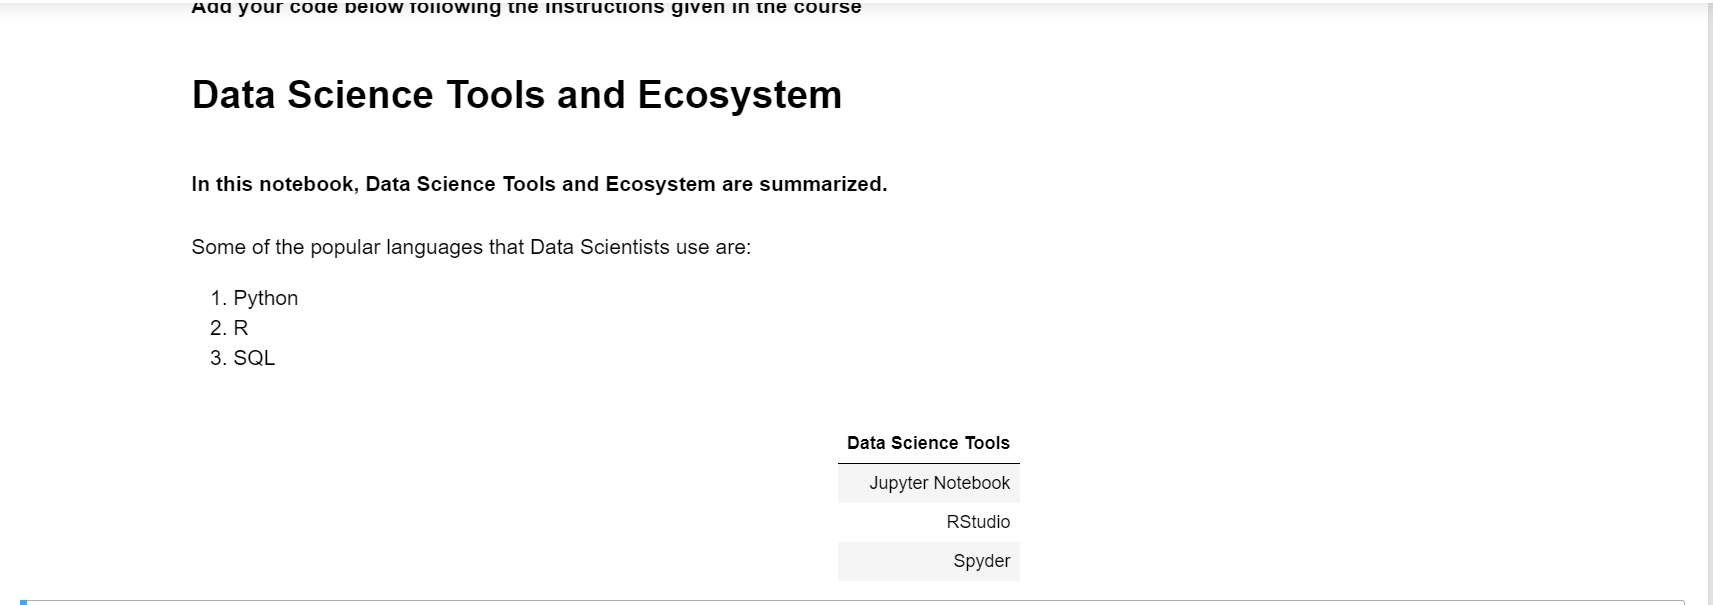 Add your code below following the instructions given in the course
Data Science Tools and Ecosystem
In this notebook, Data Science Tools and Ecosystem are summarized.
Some of the popular languages that Data Scientists use are:
1. Python
2. R
3. SQL
Data Science Tools
Jupyter Notebook
RStudio
Spyder